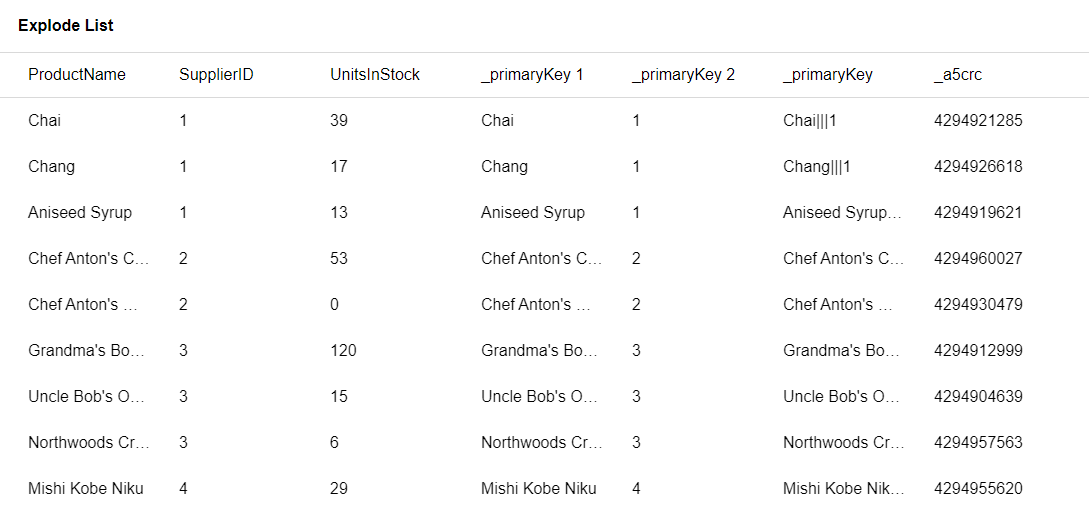 Explode List
ProductName SupplierID UnitsInStock _primaryKey 1 _primaryKey 2 _primaryKey _a5crc
Chai 1 39 Chai 1 Chai|||1 4294921285
Chang 1 17 Chang 1 Chang|||1 4294926618
Aniseed Syrup 1 13 Aniseed Syrup 1 Aniseed Syrup... 4294919621
Chef Anton's C... 2 53 Chef Anton's C... 2 Chef Anton's C... 4294960027
Chef Anton's ... 2 0 Chef Anton's ... 2 Chef Anton's ... 4294930479
Grandma's Bo... 3 120 Grandma's Bo... 3 Grandma's Bo... 4294912999
Uncle Bob's O... 3 15 Uncle Bob's O... 3 Uncle Bob's O... 4294904639
Northwoods Cr... 3 6 Northwoods Cr... 3 Northwoods Cr... 4294957563
Mishi Kobe Niku 4 29 Mishi Kobe Niku 4 Mishi Kobe Nik... 4294955620